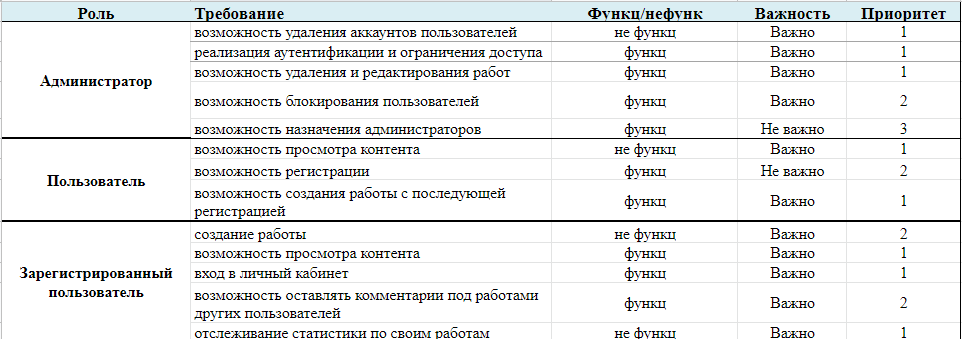 Роль Требование Функц/нефунк Важность Приоритет
Администратор
возможность удаления аккаунтов пользователей не функц Важно 1
реализация аутентификации и ограничения доступа функц Важно 1
возможность удаления и редактирования работ функц Важно 1
возможность блокирования пользователей функц Важно 2
возможность назначения администраторов функц Не важно 3
Пользователь
возможность просмотра контента не функц Важно 1
возможность регистрации функц Не важно 2
возможность создания работы с последующей
регистрацией функц Важно 1
Зарегистрированный
пользователь
создание работы не функц Важно 2
возможность просмотра контента функц Важно 1
вход в личный кабинет функц Важно 1
возможность оставлять комментарии под работами
других пользователей функц Важно 2
отслеживание статистики по своим работам не функц Важно 1